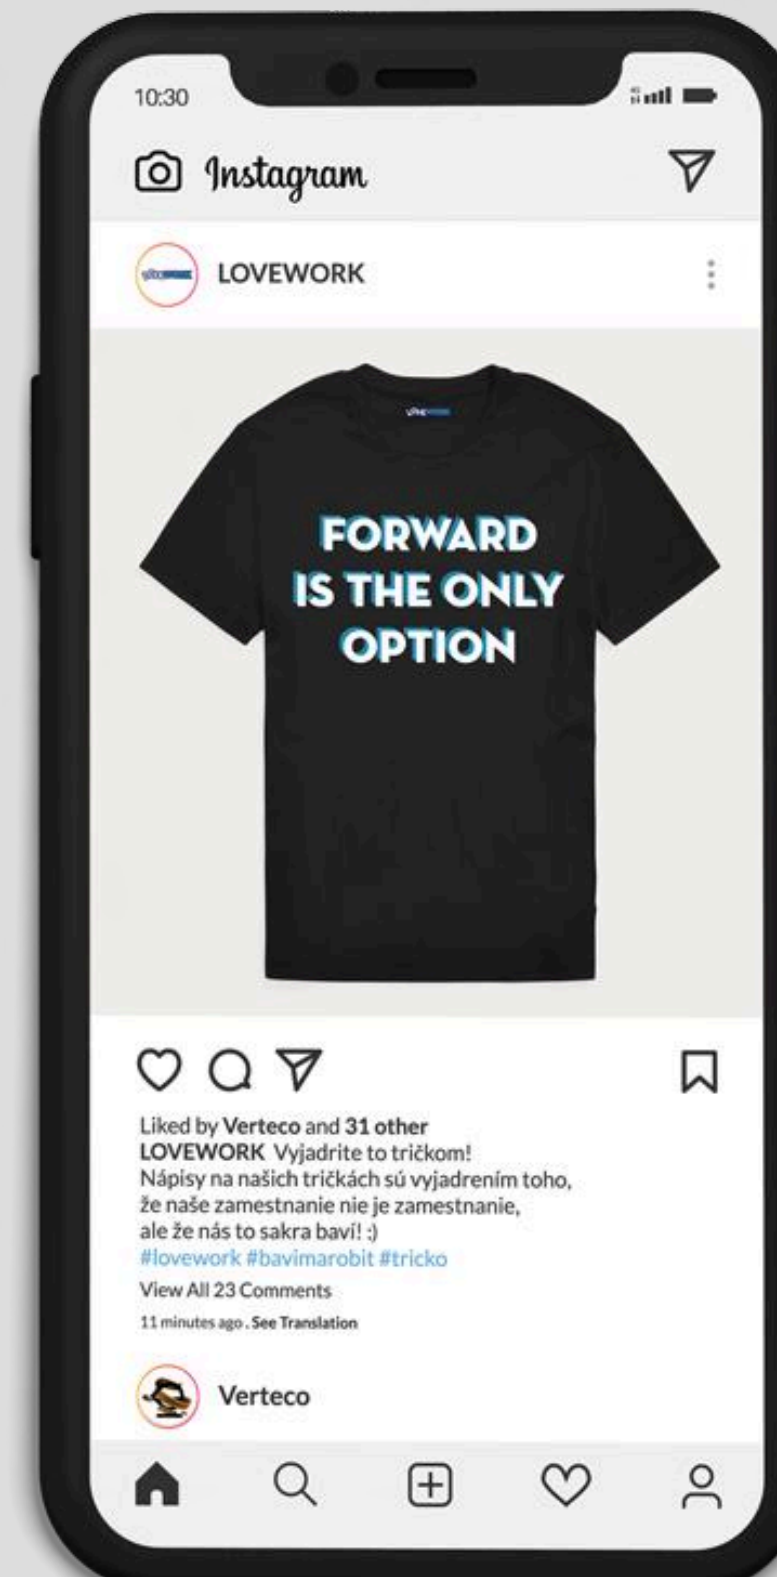 10:30
Instagram
LOVEWORK
FORWARD
IS THE ONLY
OPTION
Liked by Verteco and 31 other
LOVEWORK Vyjadrite to tričkom!
Nápisy na našich tričkách sú vyjadrením toho,
že naše zamestnanie nie je zamestnanie,
ale že nás to sakra baví! :)
#lovework #bavimarobit #tricko
View All 23 Comments
11 minutes ago . See Translation
Verteco